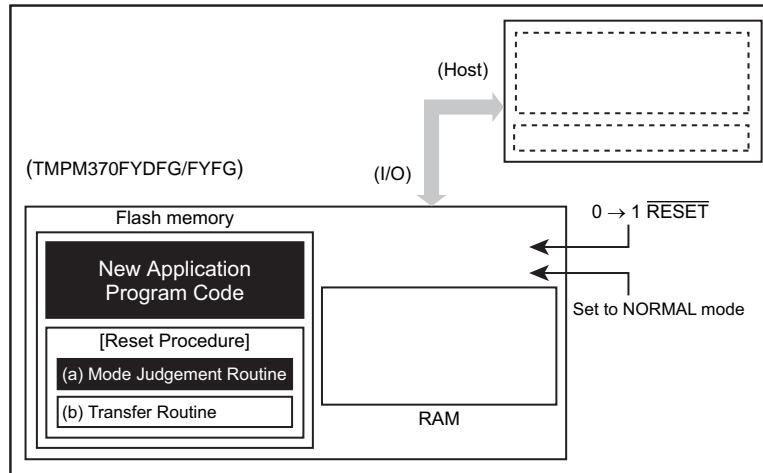 (Host)
(TMPM370FYDFG/FYFG)
(I/O)
Flash memory
0 → 1 RESET
New Application
Program Code
Set to NORMAL mode
[Reset Procedure]
(a) Mode Judgement Routine
(b) Transfer Routine
RAM